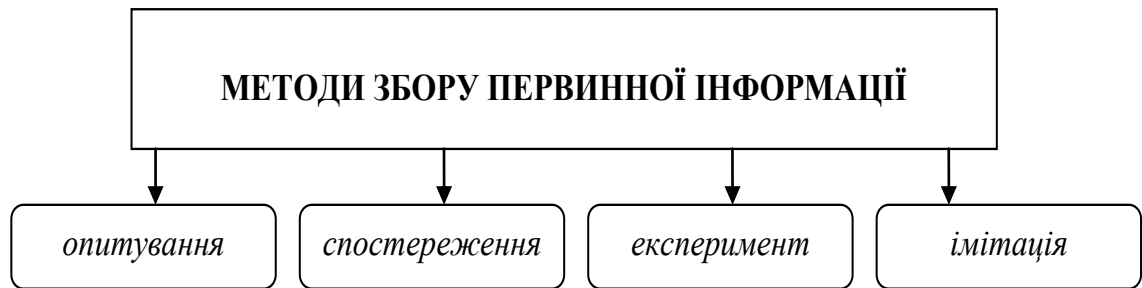 МЕТОДИ ЗБОРУ ПЕРВИННОЇ ІНФОРМАЦІЇ
опитування
спостереження
експеримент
імітація